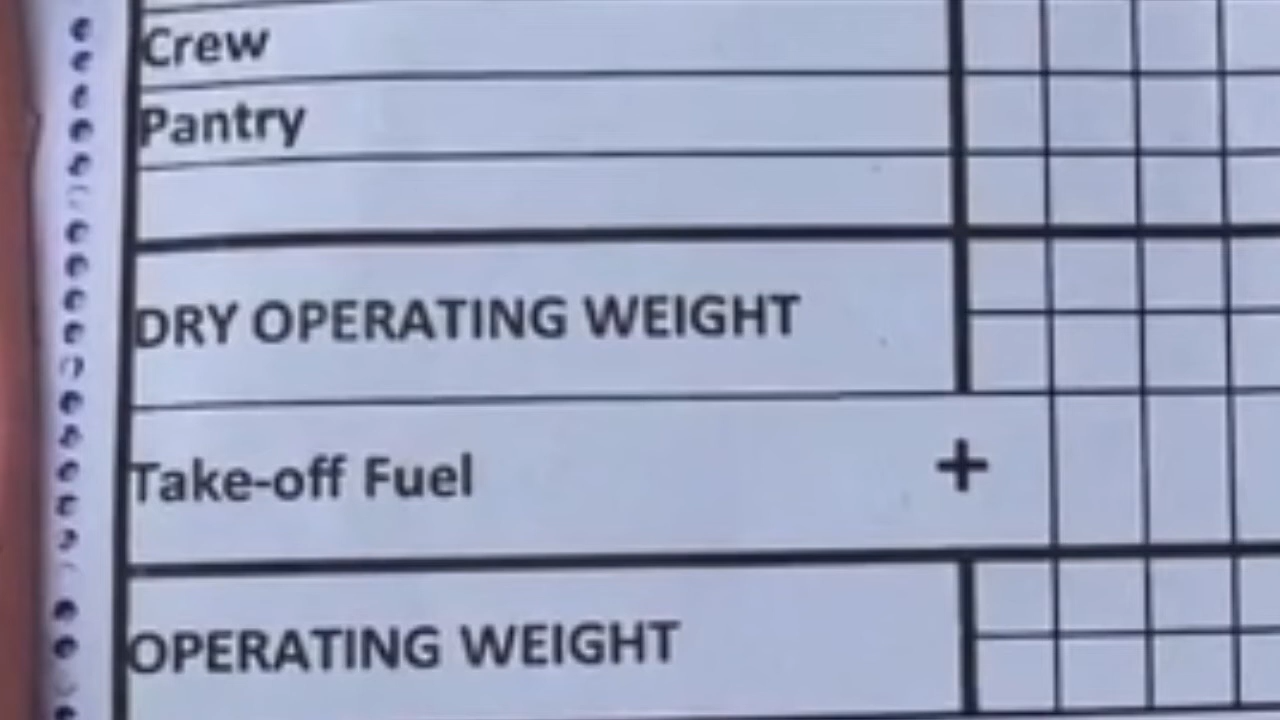 Crew
Pantry
DRY OPERATING WEIGHT
Take-off Fuel +
OPERATING WEIGHT